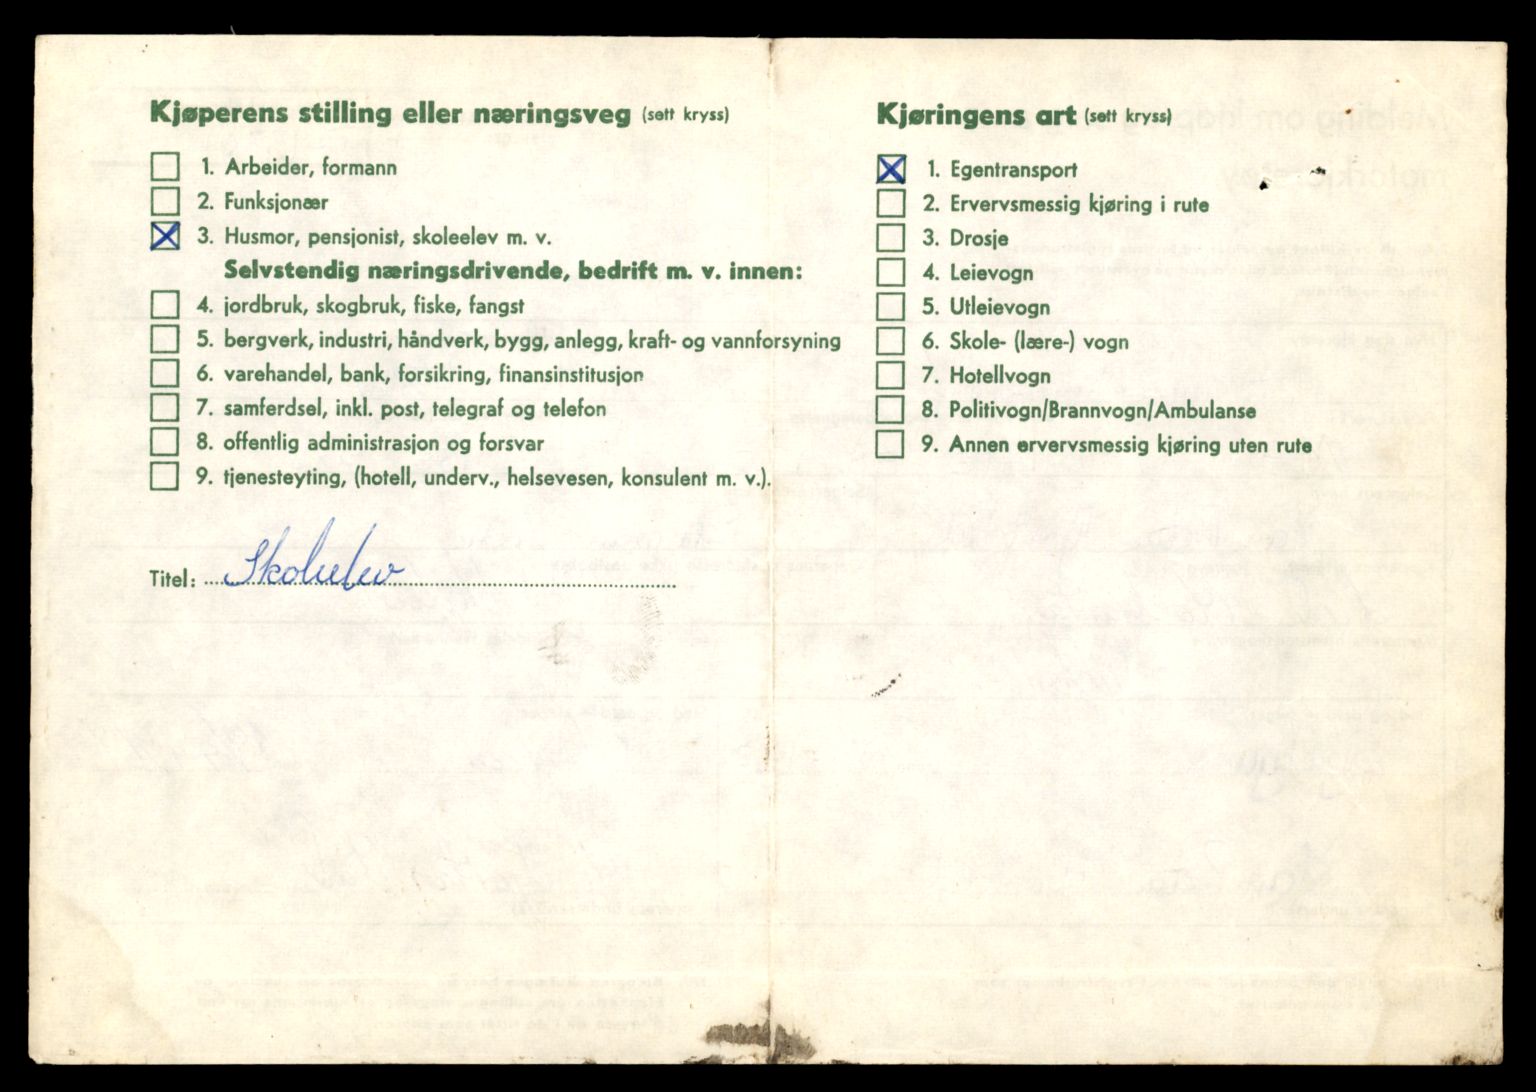 Kjøperens stilling eller næringsveg (sett kryss)
1. Arbeider, formann
2. Funksjonær
3. Husmor, pensjonist, skoleelev m. v.
Selvstendig næringsdrivende, bedrift m. v. innen:
4. jordbruk, skogbruk, fiske, fangst
5. bergverk, industri, håndverk, bygg, anlegg, kraft- og vannforsyning
6. varehandel, bank, forsikring, finansinstitusjon
7. samferdsel, inkl. post, telegraf og telefon
8. offentlig administrasjon og forsvar
9. tjenesteyting, (hotell, underv., helsevesen, konsulent m. v.).
Titel: Skoleelev
Kjøringens art (sett kryss)
1. Egentransport
2. Ervervsmessig kjøring i rute
3. Drosje
4. Leievogn
5. Utleievogn
6. Skole- (lære-) vogn
7. Hotellvogn
8. Politivogn/Brannvogn/Ambulanse
9. Annen ervervsmessig kjøring uten rute